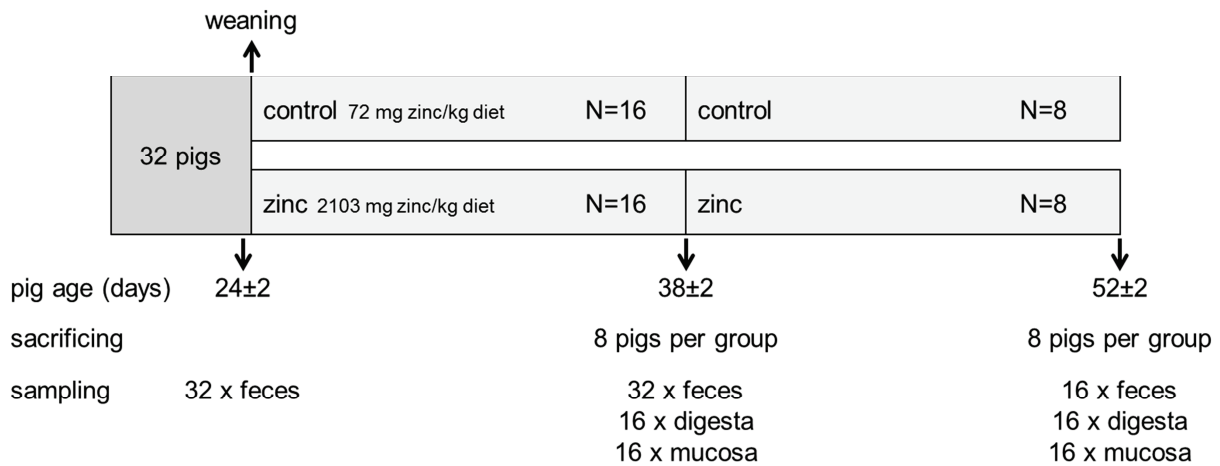 weaning
32 pigs
control 72 mg zinc/kg diet N=16 control N=8
zinc 2103 mg zinc/kg diet N=16 zinc N=8
pig age (days) 24±2 38±2 52±2
sacrificing 8 pigs per group 8 pigs per group
sampling 32 x feces 32 x feces 16 x feces
16 x digesta 16 x digesta
16 x mucosa 16 x mucosa